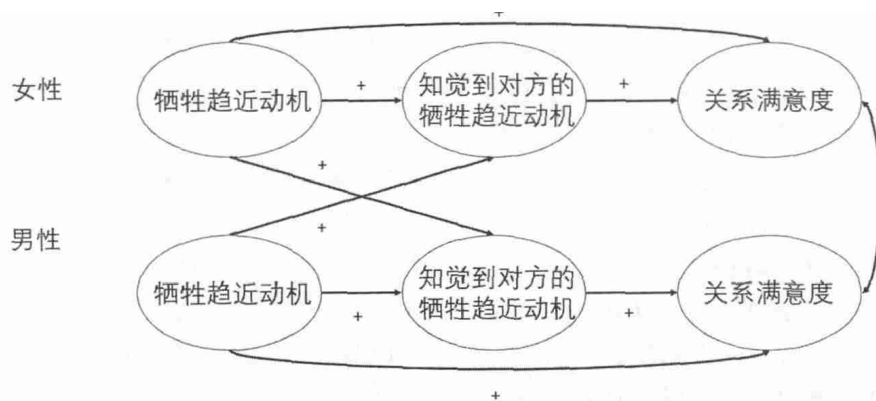 +
女性
牺牲趋近动机
+
知觉到对方的
牺牲趋近动机
+
关系满意度
+
+
男性
牺牲趋近动机
+
知觉到对方的
牺牲趋近动机
+
关系满意度
+